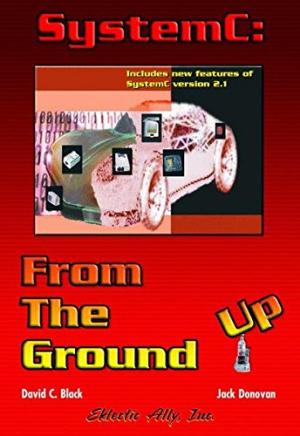 SystemC:
Includes new features of
SystemC version 2.1
From
The
Ground Up
David C. Black Jack Donovan
Eklectic Ally, Inc.